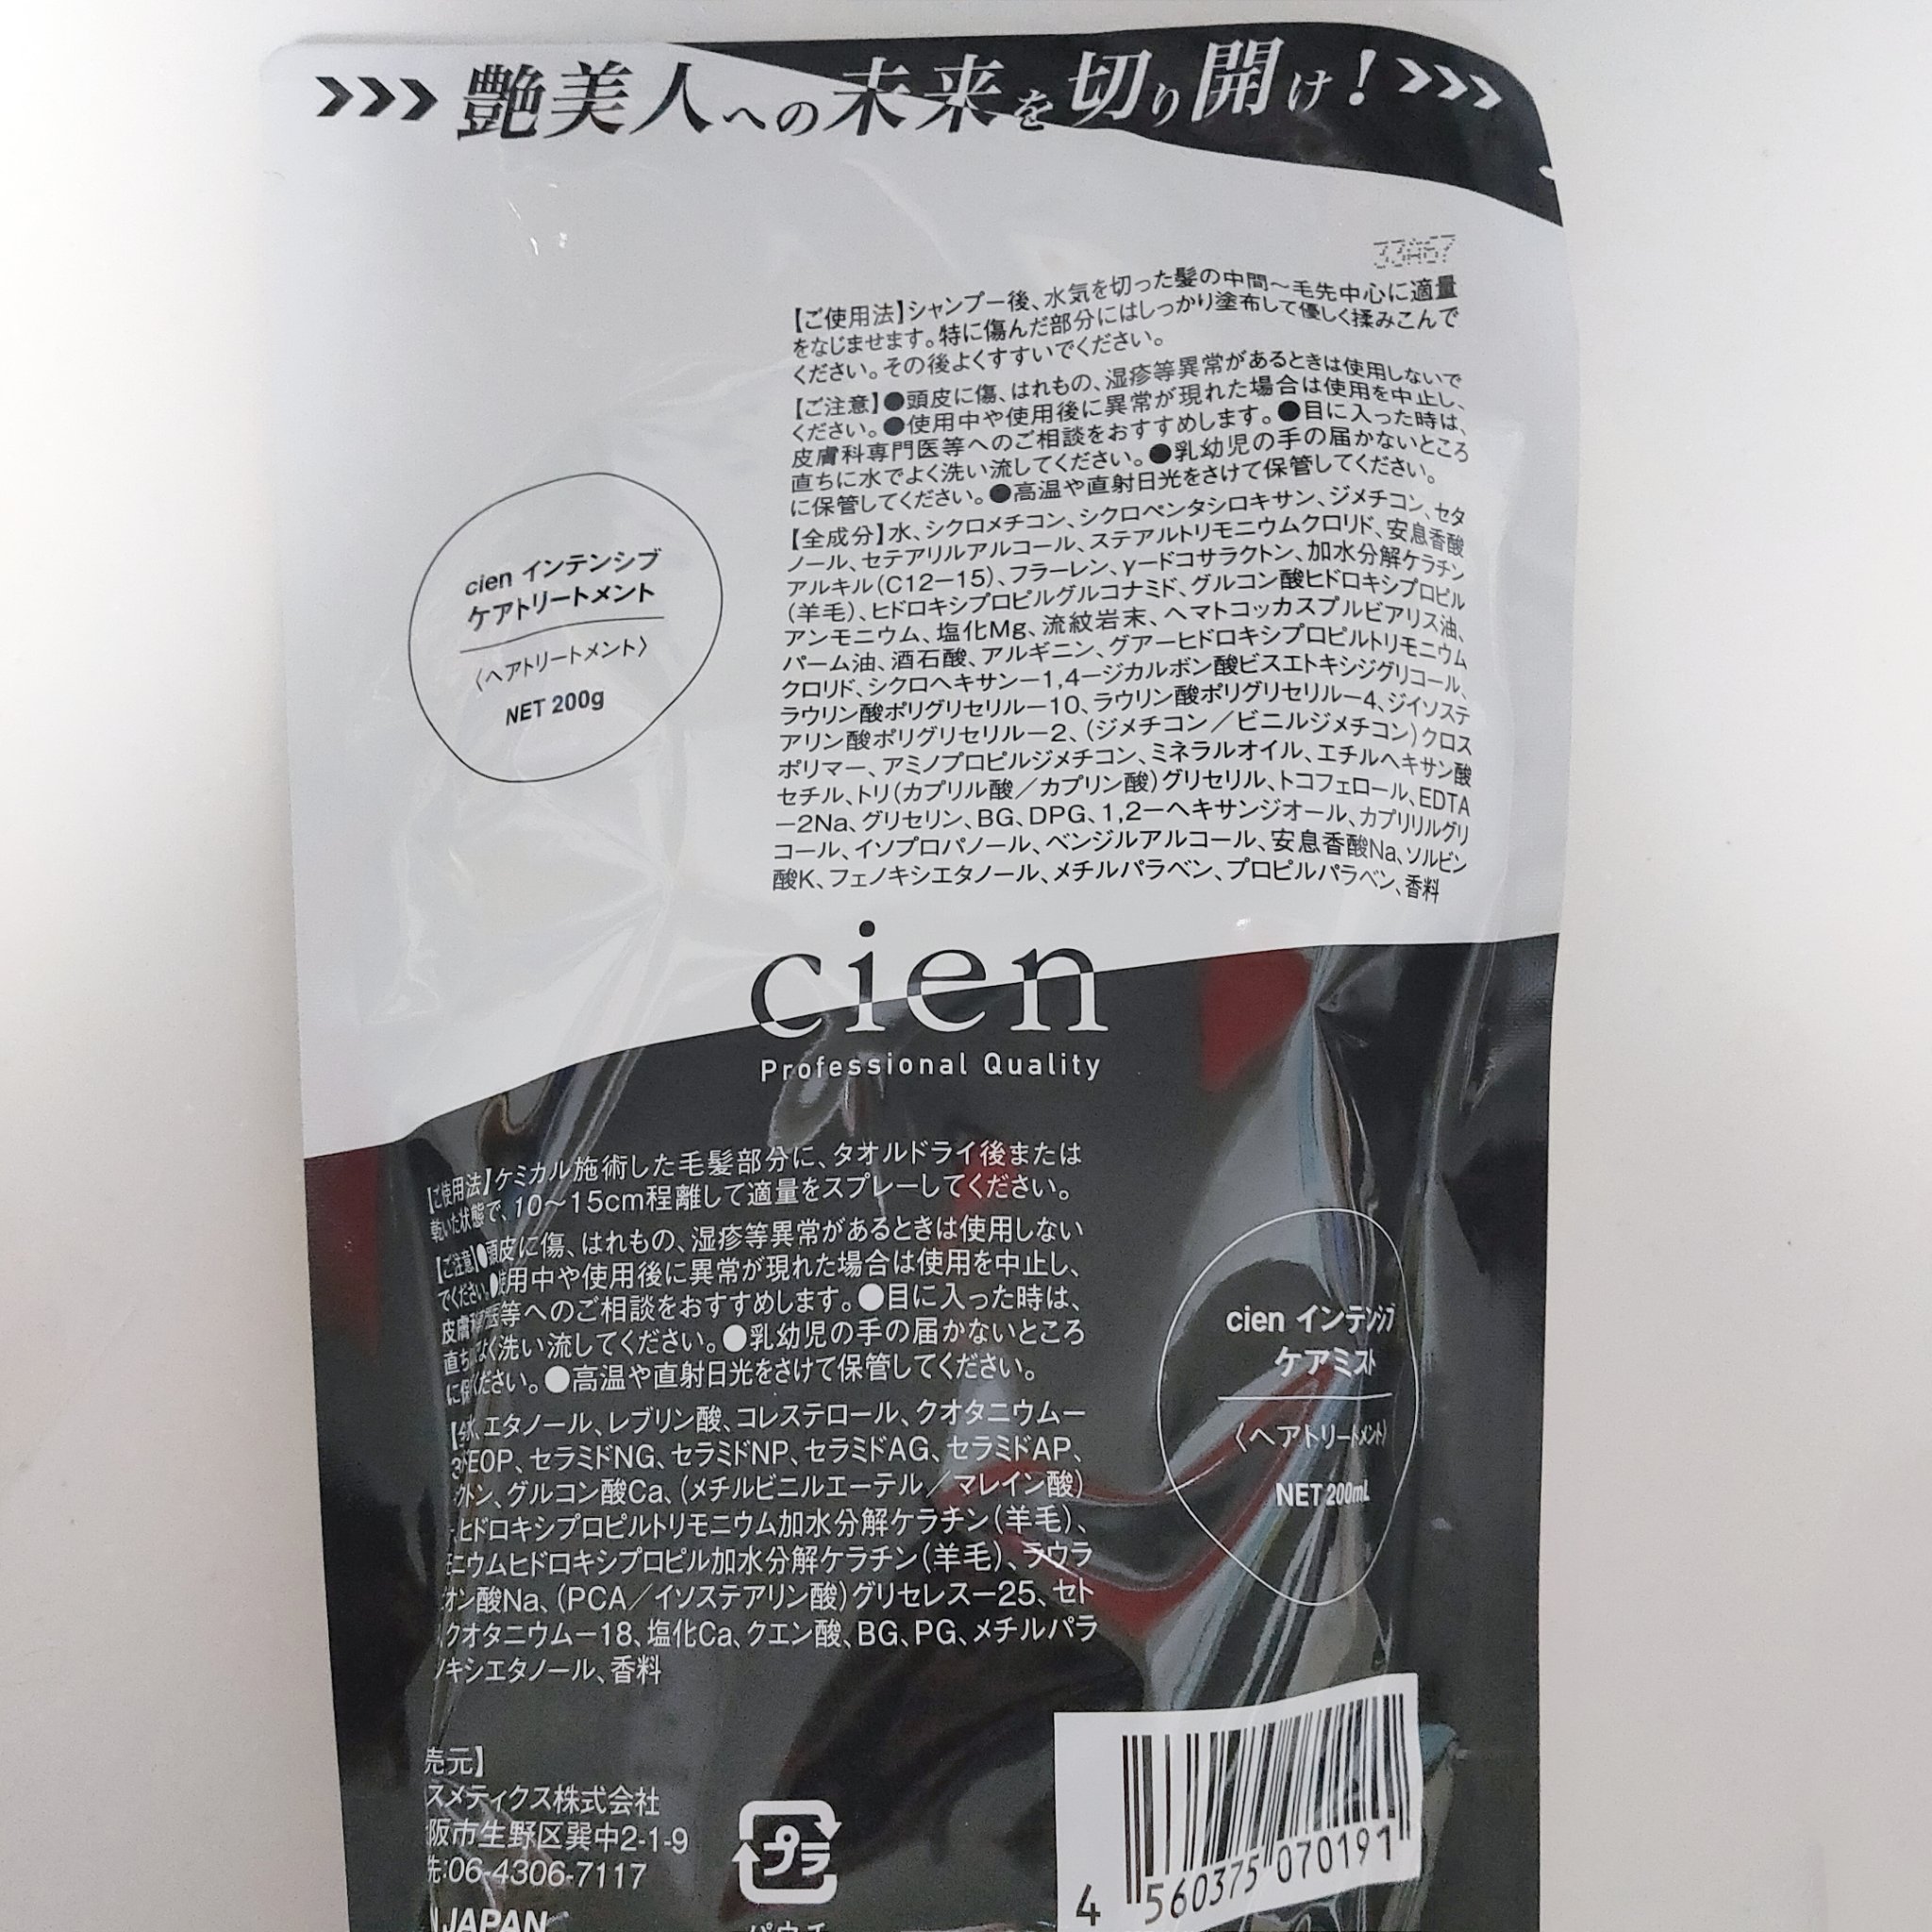 >>> 艶美人への未来を切り開け! >>>
33A67
【ご使用法】シャンプー後、水気を切った髪の中間〜毛先中心に適量
をなじませます。特に傷んだ部分にはしっかり塗布して優しく揉みこんで
ください。その後よくすすいでください。
【ご注意】●頭皮に傷、はれもの、湿疹等異常があるときは使用しないで
ください。●使用中や使用後に異常が現れた場合は使用を中止し、
皮膚科専門医等へのご相談をおすすめします。●目に入った時は、
直ちに水でよく洗い流してください。●乳幼児の手の届かないところ
に保管してください。●高温や直射日光をさけて保管してください。
【全成分】水、シクロメチコン、シクロペンタシロキサン、ジメチコン、セタ
ノール、セテアリルアルコール、ステアルトリモニウムクロリド、安息香酸
アルキル(C12−15)、フラーレン、γードコサラクトン、加水分解ケラチン
(羊毛)、ヒドロキシプロピルグルコナミド、グルコン酸ヒドロキシプロピル
アンモニウム、塩化Mg、流紋岩末、ヘマトコッカスプルビアリス油、
パーム油、酒石酸、アルギニン、グアーヒドロキシプロピルトリモニウム
クロリド、シクロヘキサン−1,4−ジカルボン酸ビスエトキシジグリコール、
ラウリン酸ポリグリセリル−10、ラウリン酸ポリグリセリル−4、ジイソステ
アリン酸ポリグリセリル−2、(ジメチコン/ビニルジメチコン)クロス
ポリマー、アミノプロピルジメチコン、ミネラルオイル、エチルヘキサン酸
セチル、トリ(カプリル酸/カプリン酸)グリセリル、トコフェロール、EDTA
−2Na、グリセリン、BG、DPG、1,2−ヘキサンジオール、カプリリルグリ
コール、イソプロパノール、ベンジルアルコール、安息香酸Na、ソルビン
酸K、フェノキシエタノール、メチルパラベン、プロピルパラベン、香料
cien インテンシブ
ケアトリートメント
〈ヘアトリートメント〉
NET 200g
cien
Professional Quality
【ご使用法】ケミカル施術した毛髪部分に、タオルドライ後または
乾いた状態で、10〜15cm程離して適量をスプレーしてください。
【ご注意】●頭皮に傷、はれもの、湿疹等異常があるときは使用しない
でください。●使用中や使用後に異常が現れた場合は使用を中止し、
皮膚科 医等へのご相談をおすすめします。●目に入った時は、
直ち よく洗い流してください。●乳幼児の手の届かないところ
に保 ください。●高温や直射日光をさけて保管してください。
水、エタノール、レブリン酸、コレステロール、クオタニウムー
3 EOP、セラミドNG、セラミドNP、セラミドAG、セラミドAP、
クトン、グルコン酸Ca、(メチルビニルエーテル/マレイン酸)
ヒドロキシプロピルトリモニウム加水分解ケラチン(羊毛)、
モニウムヒドロキシプロピル加水分解ケラチン(羊毛)、ラウラ
オン酸Na、(PCA/イソステアリン酸)グリセレス−25、セト
クオタニウム−18、塩化Ca、クエン酸、BG、PG、メチルパラ
ノキシエタノール、香料
cien インテンシブ
ケアミスト
〈ヘアトリートメント〉
NET 200mL
売元】
スメティクス株式会社
阪市生野区巽中2-1-9
先:06-4306-7117
JAPAN
プラ
パウチ
4 560375 070191